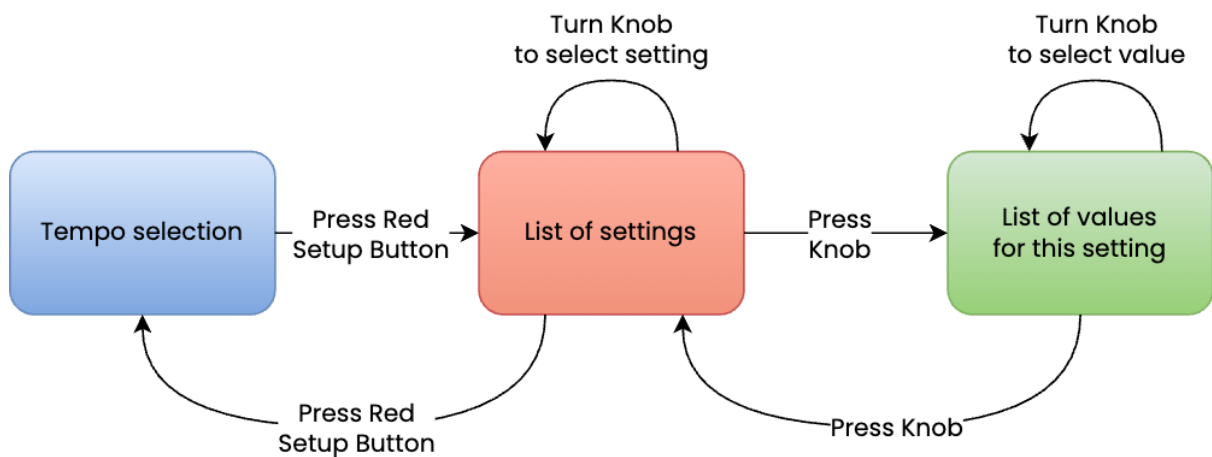 Turn Knob
to select setting
Turn Knob
to select value
Tempo selection
Press Red
Setup Button
List of settings
Press
Knob
List of values
for this setting
Press Red
Setup Button
Press Knob